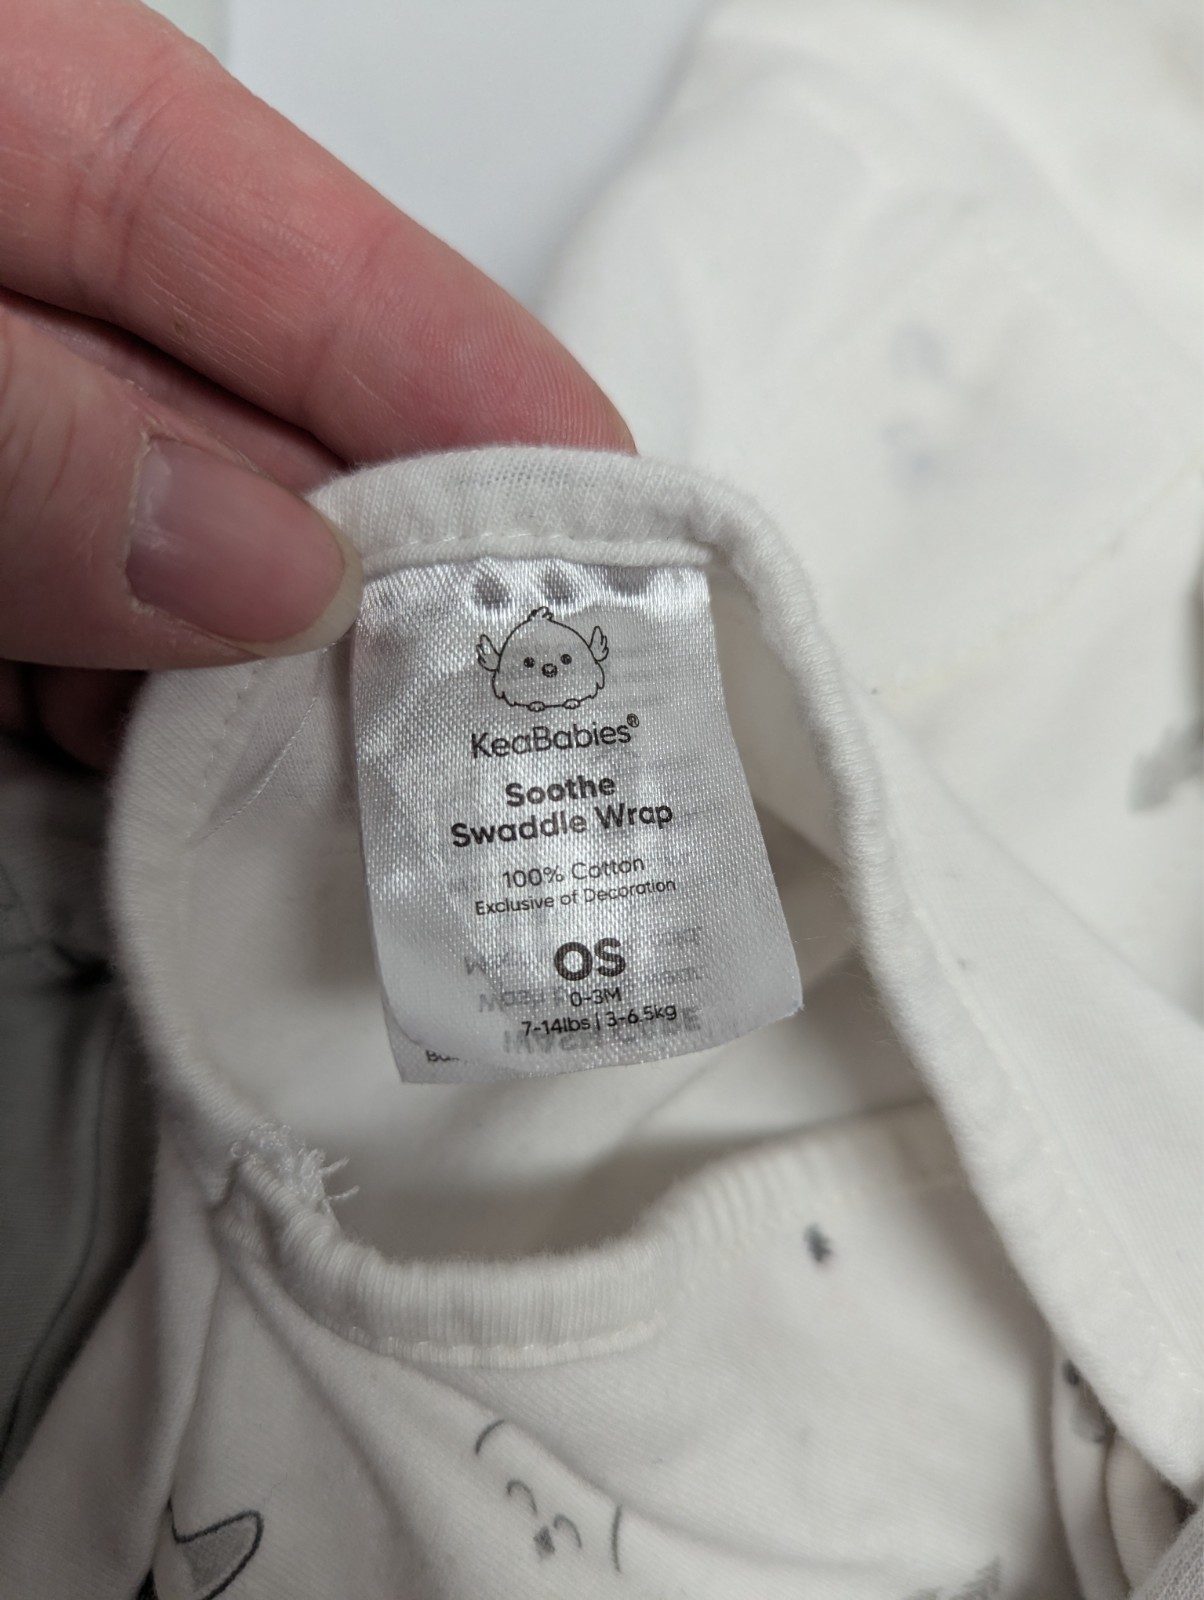 KeaBabies®
Soothe
Swaddle Wrap
100% Cotton
Exclusive of Decoration
OS
0-3M
7-14lbs | 3-6.5kg